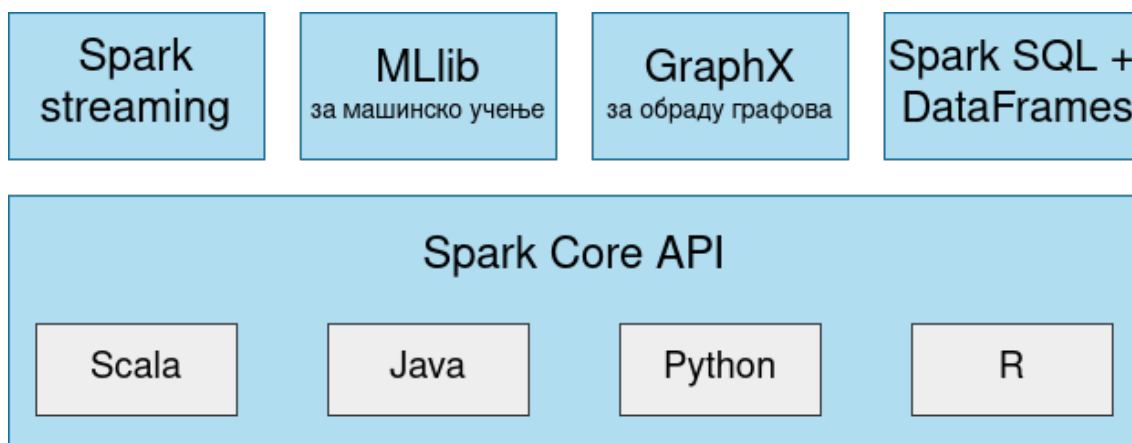 Spark
streaming
MLlib
за машинско учење
GraphX
за обраду графова
Spark SQL +
DataFrames
Spark Core API
Scala
Java
Python
R